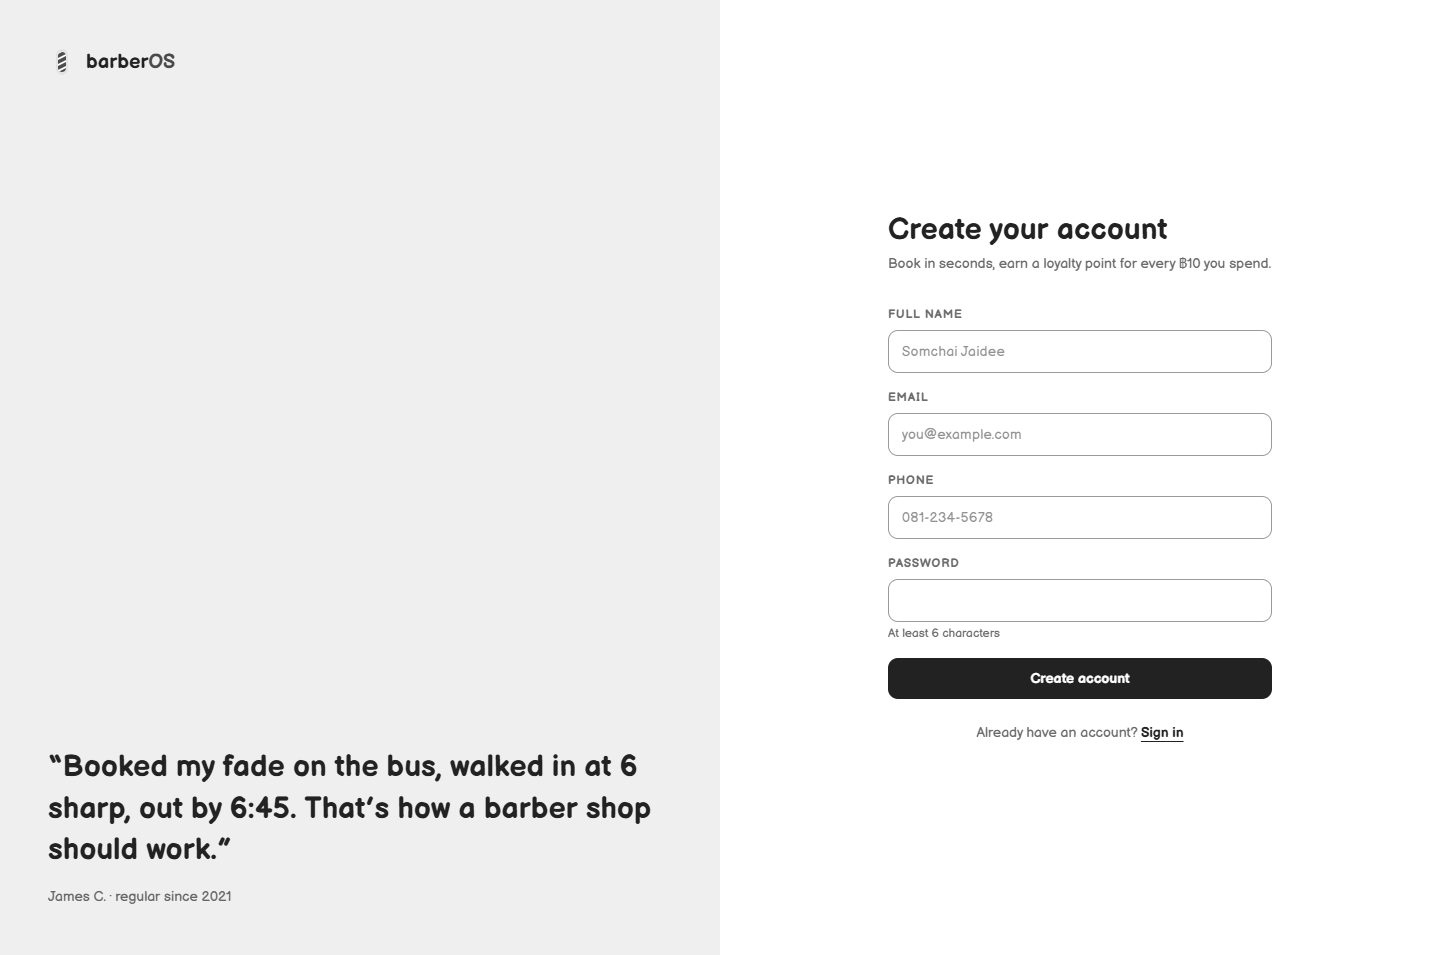 barberOS
“Booked my fade on the bus, walked in at 6
sharp, out by 6:45. That’s how a barber shop
should work.”
James C. · regular since 2021
Create your account
Book in seconds, earn a loyalty point for every ฿10 you spend.
FULL NAME
Somchai Jaidee
EMAIL
you@example.com
PHONE
081-234-5678
PASSWORD
At least 6 characters
Create account
Already have an account? Sign in